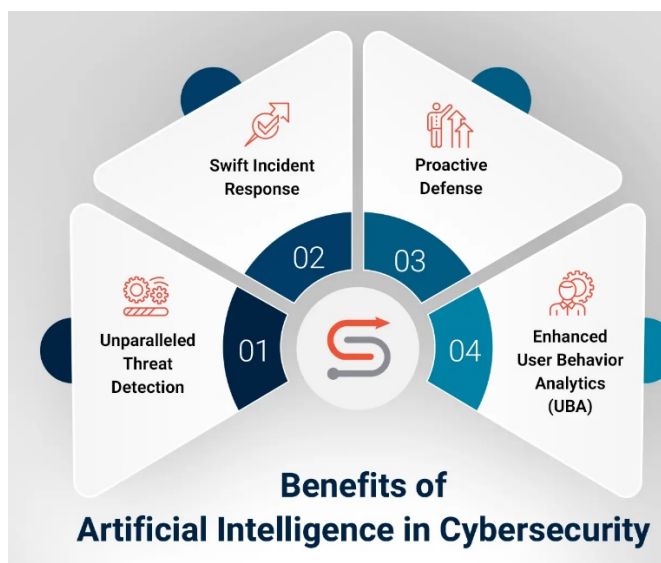 01
Unparalleled
Threat
Detection
02
Swift Incident
Response
03
Proactive
Defense
04
Enhanced
User Behavior
Analytics
(UBA)
Benefits of
Artificial Intelligence in Cybersecurity